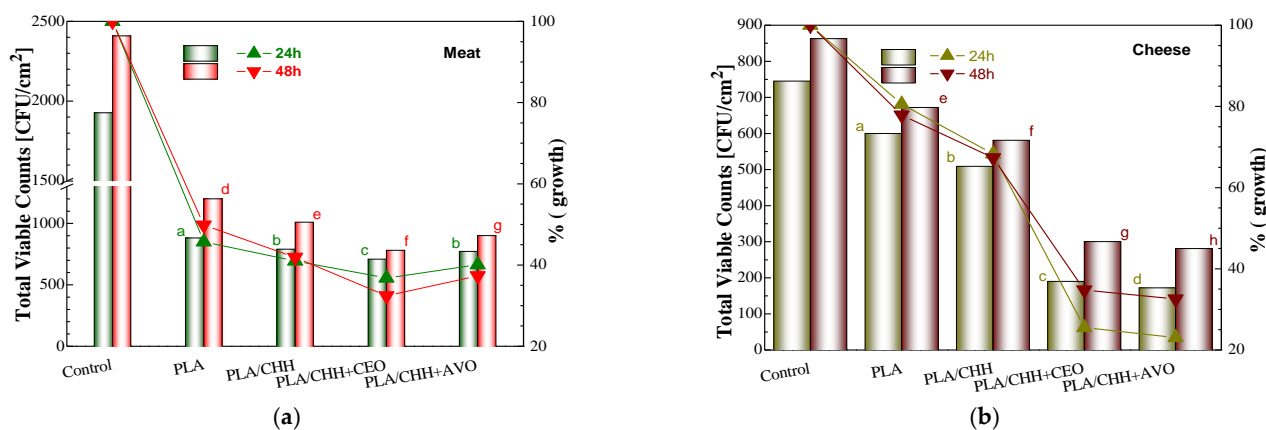 2500
2000
1500
1000
500
0
Total Viable Counts [CFU/cm²]
24h
48h
Meat
a
d
b
e
c
f
b
g
100
80
60
40
20
% ( growth)
Control
PLA
PLA/CHH
PLA/CHH+CEO
PLA/CHH+AVO
(a)
900
800
700
600
500
400
300
200
100
0
Total Viable Counts [CFU/cm²]
24h
48h
Cheese
a
e
b
f
c
g
d
h
100
80
60
40
20
% ( growth)
Control
PLA
PLA/CHH
PLA/CHH+CEO
PLA/CHH+AVO
(b)